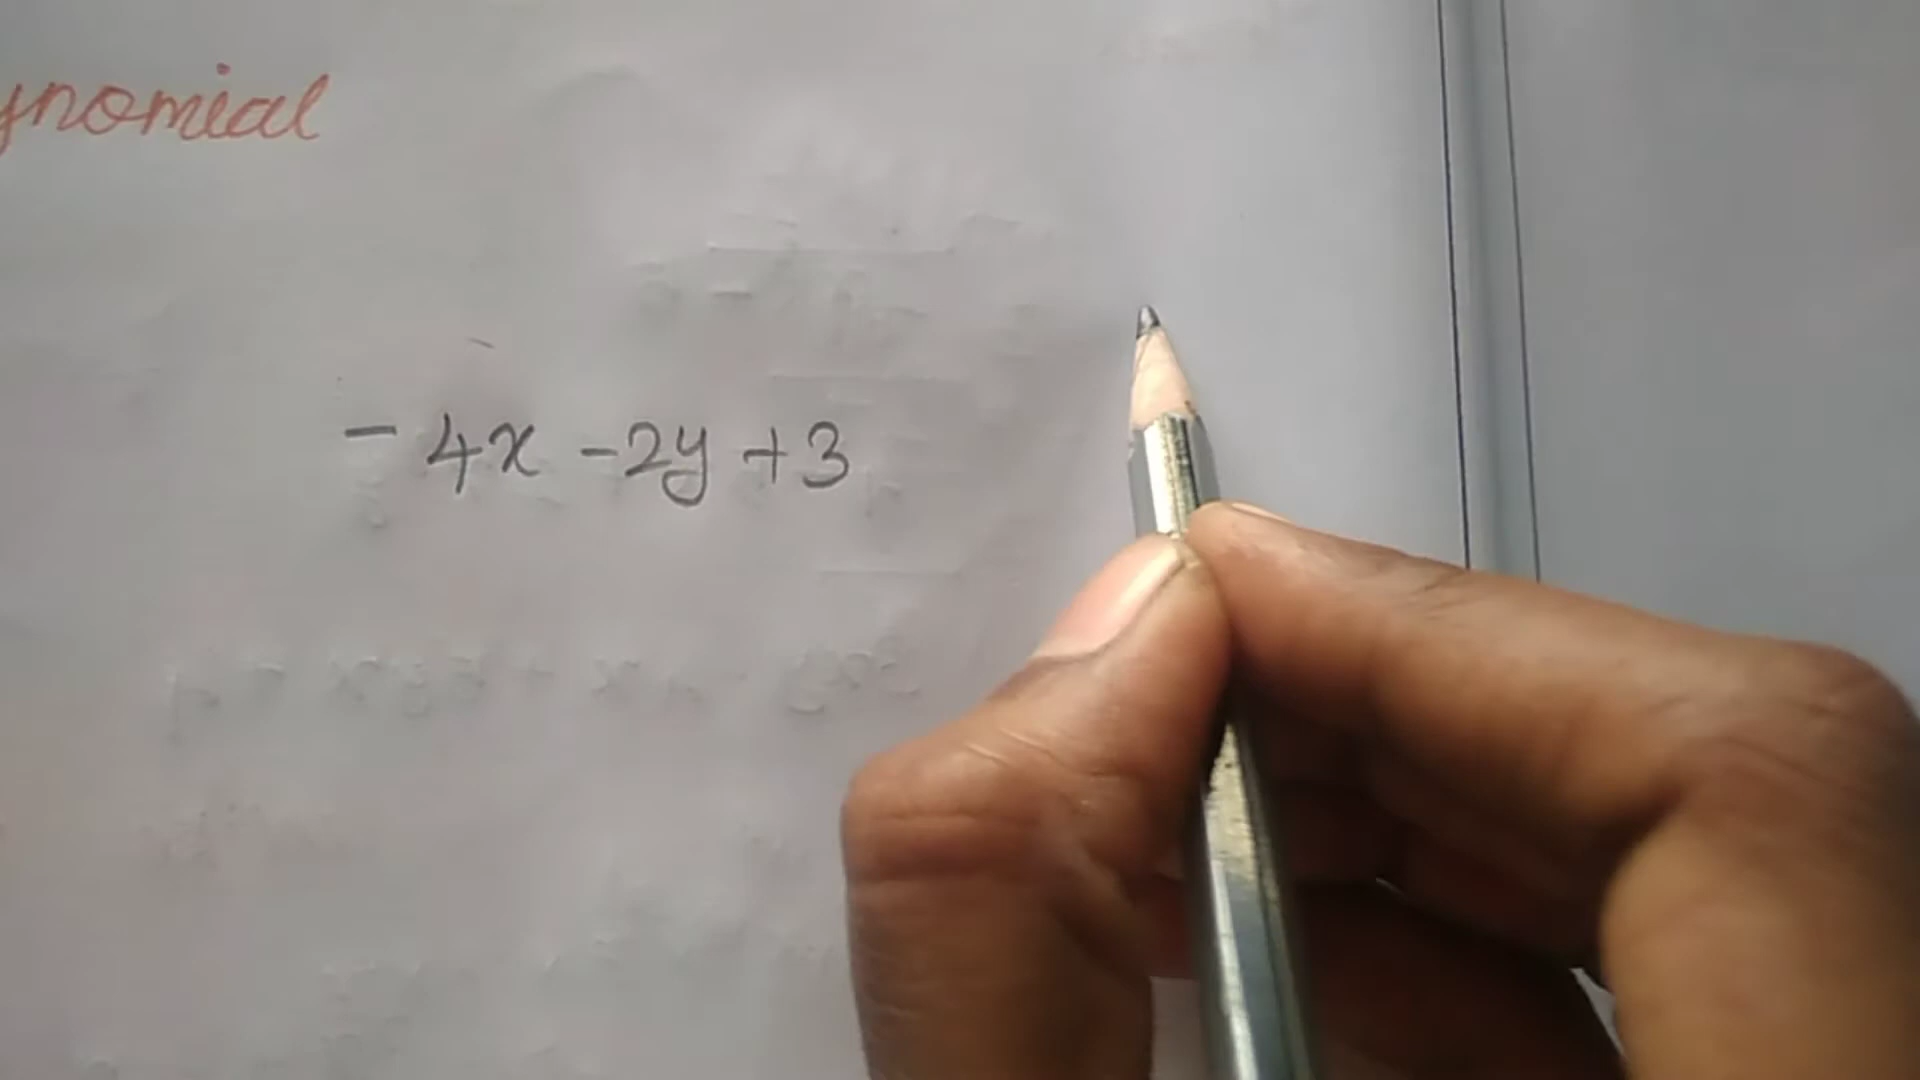 ynomial
- 4x - 2y + 3